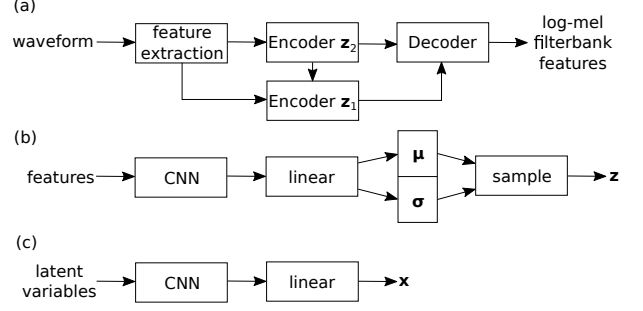 (a)
waveform
feature
extraction
Encoder z₂
Decoder
log-mel
filterbank
features
Encoder z₁
(b)
features
CNN
linear
μ
σ
sample
z
(c)
latent
variables
CNN
linear
x